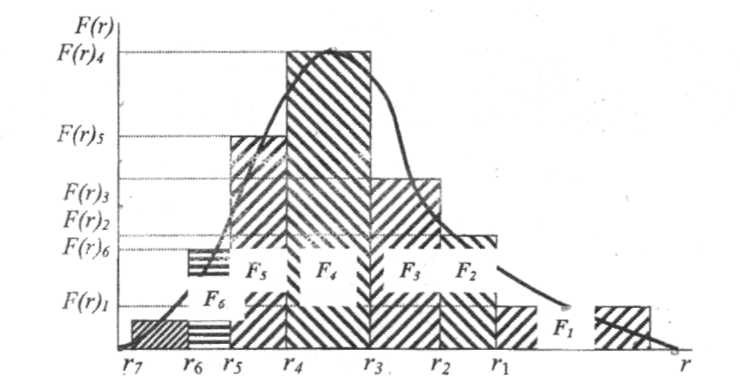 F(r)
F(r)₄
F(r)₅
F(r)₃
F(r)₂
F(r)₆
F(r)₁
F₆ F₅ F₄ F₃ F₂ F₁
r₇ r₆ r₅ r₄ r₃ r₂ r₁ r